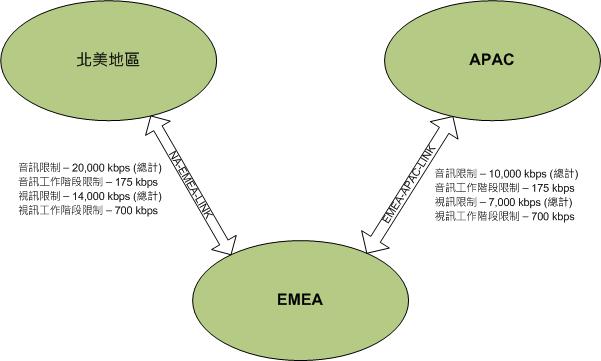 北美地區
APAC
NA-EMEA-LINK
音訊限制 – 20,000 kbps (總計)
音訊工作階段限制 – 175 kbps
視訊限制 – 14,000 kbps (總計)
視訊工作階段限制 – 700 kbps
EMEA-APAC-LINK
音訊限制 – 10,000 kbps (總計)
音訊工作階段限制 – 175 kbps
視訊限制 – 7,000 kbps (總計)
視訊工作階段限制 – 700 kbps
EMEA